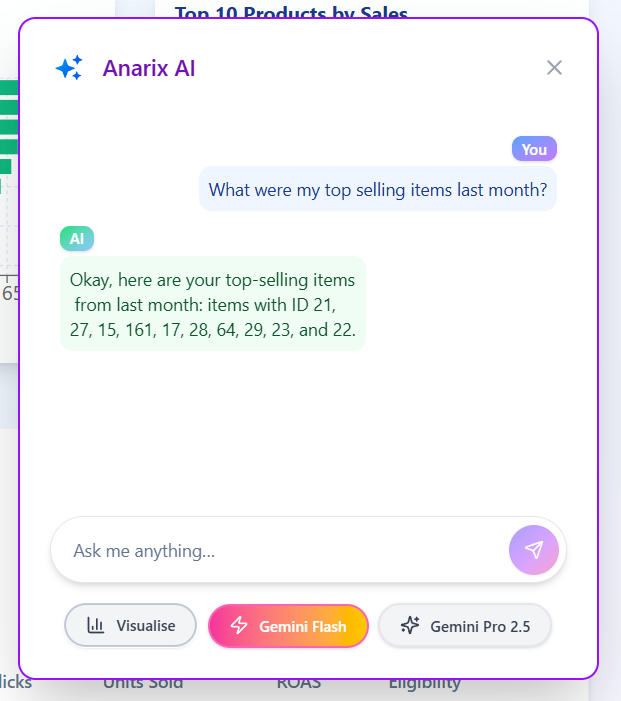 Top 10 Products by Sales
Anarix AI
You
What were my top selling items last month?
AI
Okay, here are your top-selling items
from last month: items with ID 21,
27, 15, 161, 17, 28, 64, 29, 23, and 22.
65
Ask me anything...
Visualise
Gemini Flash
Gemini Pro 2.5
licks
Units Sold
ROAS
Eligibility